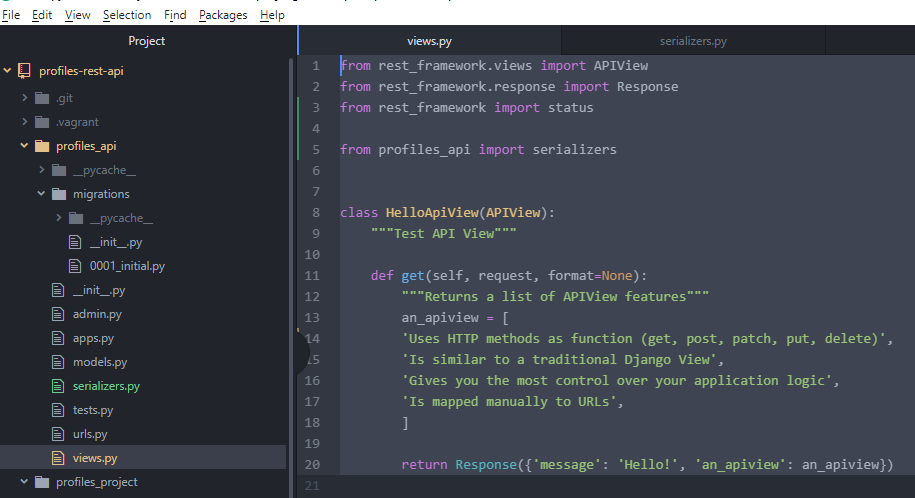 File Edit View Selection Find Packages Help
Project
profiles-rest-api
.git
.vagrant
profiles_api
__pycache__
migrations
__pycache__
__init__.py
0001_initial.py
__init__.py
admin.py
apps.py
models.py
serializers.py
tests.py
urls.py
views.py
profiles_project
views.py serializers.py
1 from rest_framework.views import APIView
2 from rest_framework.response import Response
3 from rest_framework import status
4
5 from profiles_api import serializers
6
7
8 class HelloApiView(APIView):
9 """Test API View"""
10
11 def get(self, request, format=None):
12 """Returns a list of APIView features"""
13 an_apiview = [
14 'Uses HTTP methods as function (get, post, patch, put, delete)',
15 'Is similar to a traditional Django View',
16 'Gives you the most control over your application logic',
17 'Is mapped manually to URLs',
18 ]
19
20 return Response({'message': 'Hello!', 'an_apiview': an_apiview})
21